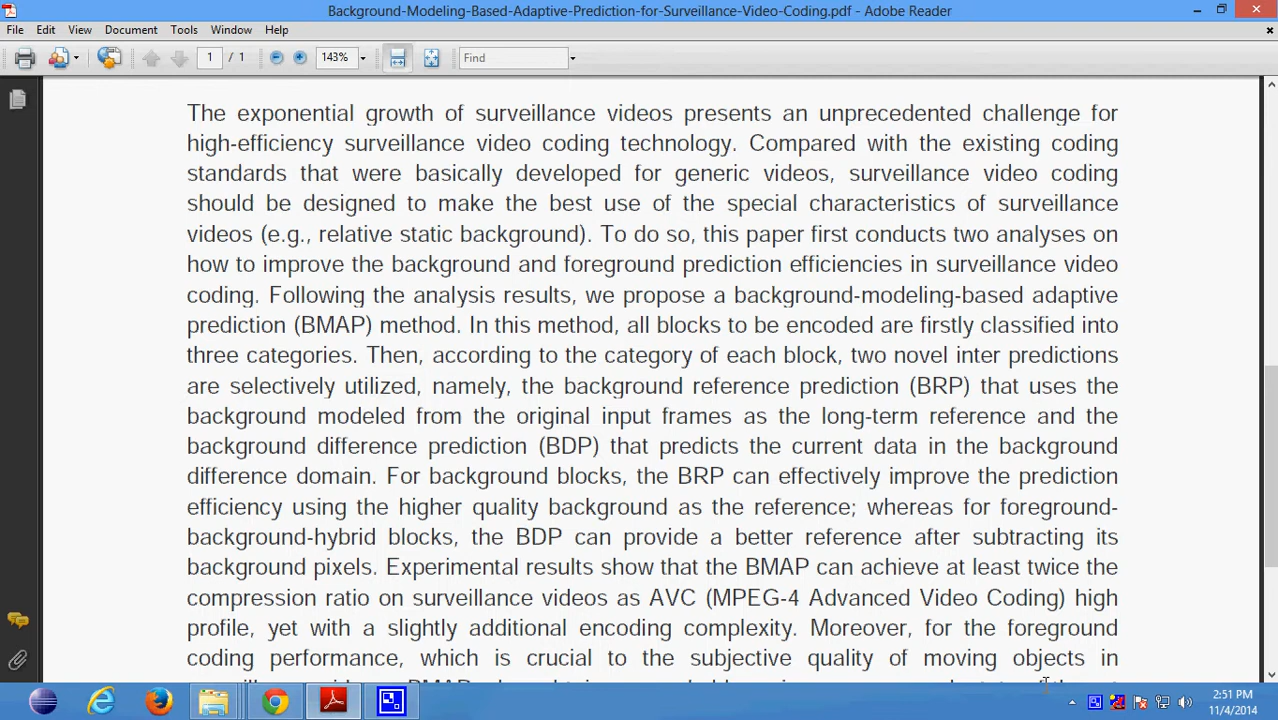 Background-Modeling-Based-Adaptive-Prediction-for-Surveillance-Video-Coding.pdf - Adobe Reader
File Edit View Document Tools Window Help
1 / 1 143% Find
The exponential growth of surveillance videos presents an unprecedented challenge for
high-efficiency surveillance video coding technology. Compared with the existing coding
standards that were basically developed for generic videos, surveillance video coding
should be designed to make the best use of the special characteristics of surveillance
videos (e.g., relative static background). To do so, this paper first conducts two analyses on
how to improve the background and foreground prediction efficiencies in surveillance video
coding. Following the analysis results, we propose a background-modeling-based adaptive
prediction (BMAP) method. In this method, all blocks to be encoded are firstly classified into
three categories. Then, according to the category of each block, two novel inter predictions
are selectively utilized, namely, the background reference prediction (BRP) that uses the
background modeled from the original input frames as the long-term reference and the
background difference prediction (BDP) that predicts the current data in the background
difference domain. For background blocks, the BRP can effectively improve the prediction
efficiency using the higher quality background as the reference; whereas for foreground-
background-hybrid blocks, the BDP can provide a better reference after subtracting its
background pixels. Experimental results show that the BMAP can achieve at least twice the
compression ratio on surveillance videos as AVC (MPEG-4 Advanced Video Coding) high
profile, yet with a slightly additional encoding complexity. Moreover, for the foreground
coding performance, which is crucial to the subjective quality of moving objects in
2:51 PM
11/4/2014